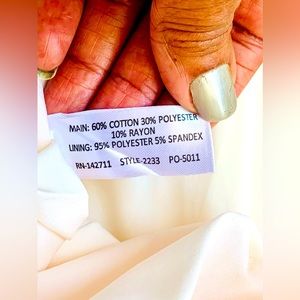 MAIN: 60% COTTON 30% POLYESTER
10% RAYON
LINING: 95% POLYESTER 5% SPANDEX
RN-142711 STYLE-2233 PO-5011